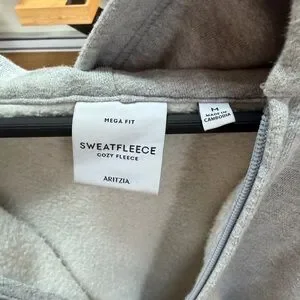 MEGA FIT
SWEATFLEECE
COZY FLEECE
ARITZIA
M
MADE IN
CAMBODIA